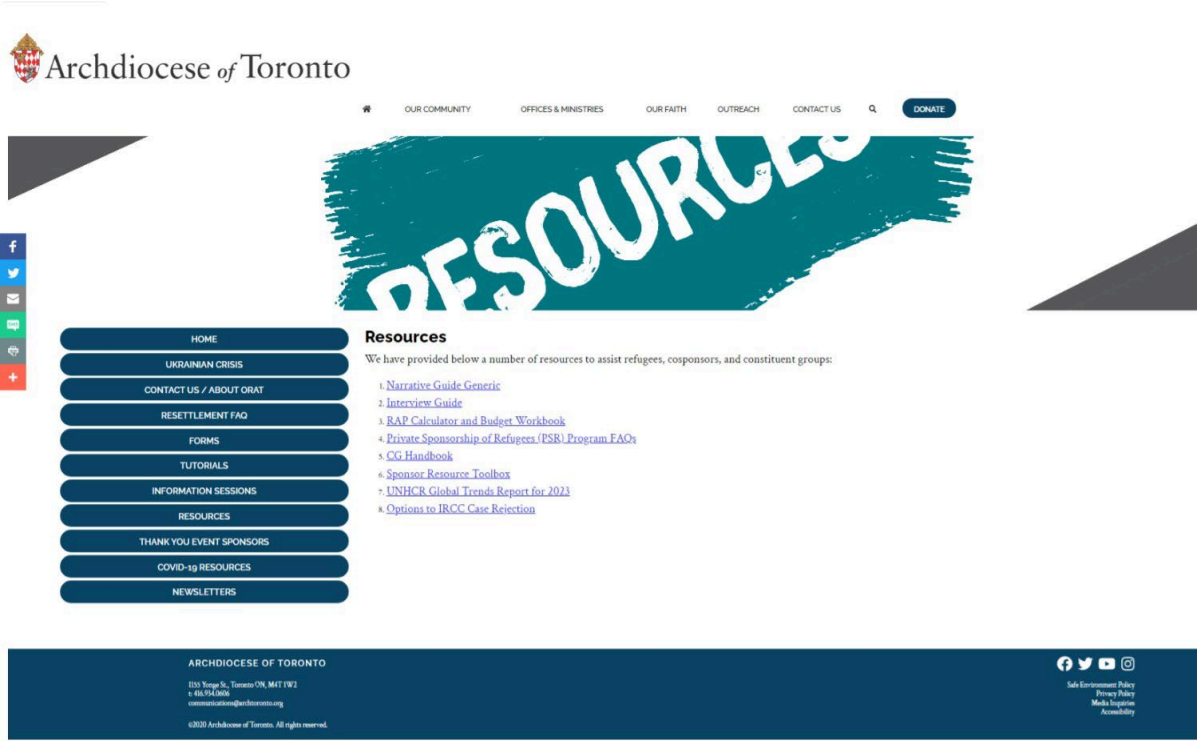 Archdiocese of Toronto
OUR COMMUNITY OFFICES & MINISTRIES OUR FAITH OUTREACH CONTACT US DONATE
RESOURCES
HOME
UKRAINIAN CRISIS
CONTACT US / ABOUT ORAT
RESETTLEMENT FAQ
FORMS
TUTORIALS
INFORMATION SESSIONS
RESOURCES
THANK YOU EVENT SPONSORS
COVID-19 RESOURCES
NEWSLETTERS
Resources
We have provided below a number of resources to assist refugees, cosponsors, and constituent groups:
1. Narrative Guide Generic
2. Interview Guide
3. RAP Calculator and Budget Workbook
4. Private Sponsorship of Refugees (PSR) Program FAQs
5. CG Handbook
6. Sponsor Resource Toolbox
7. UNHCR Global Trends Report for 2023
8. Options to IRCC Case Rejection
ARCHDIOCESE OF TORONTO
1155 Yonge St., Toronto ON, M4T 1W2
t: 416.934.0606
communications@archtoronto.org
©2020 Archdiocese of Toronto. All rights reserved.
Safe Environment Policy
Privacy Policy
Media Inquiries
Accessibility